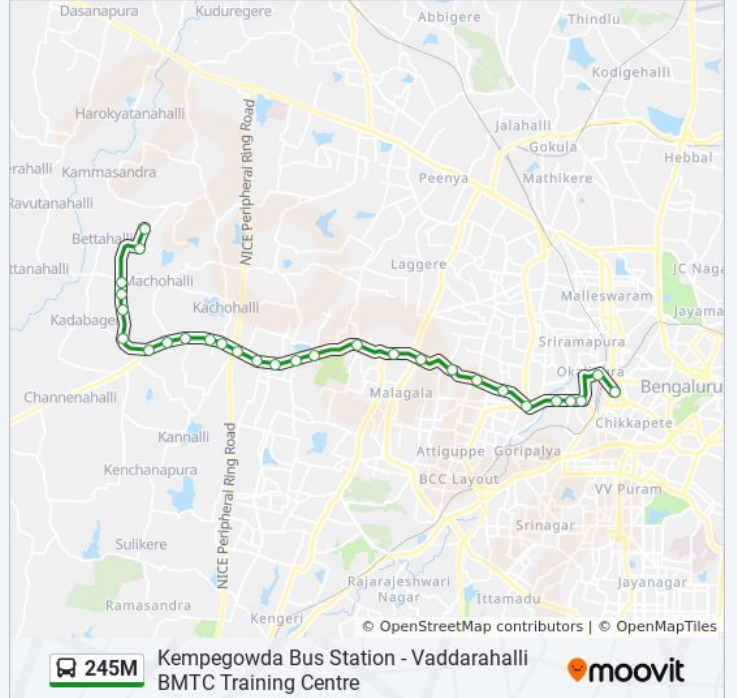 Dasanapura
Kuduregere
Abbigere
Thindlu
Kodigehalli
Harokyatanahalli
Jalahalli
Gokula
Hebbal
erahalli
Kammasandra
NICE Peripheral Ring Road
Peenya
Mathikere
Ravutanahalli
Bettahalli
ttanahalli
Laggere
JC Naga
Machohalli
Malleswaram
Kachohalli
Jayama
Kadabage
Sriramapura
Bengaluru
Channenahalli
Malagala
Chikkapete
Kannalli
Attiguppe
Goripalya
Kenchanapura
BCC Layout
VV Puram
NICE Peripheral Ring Road
Srinagar
Sulikere
Rajarajeshwari
Nagar
Jayanagar
Ramasandra
Ittamadu
Kengeri
© OpenStreetMap contributors | © OpenMapTiles
245M
Kempegowda Bus Station - Vaddarahalli
BMTC Training Centre
moovit